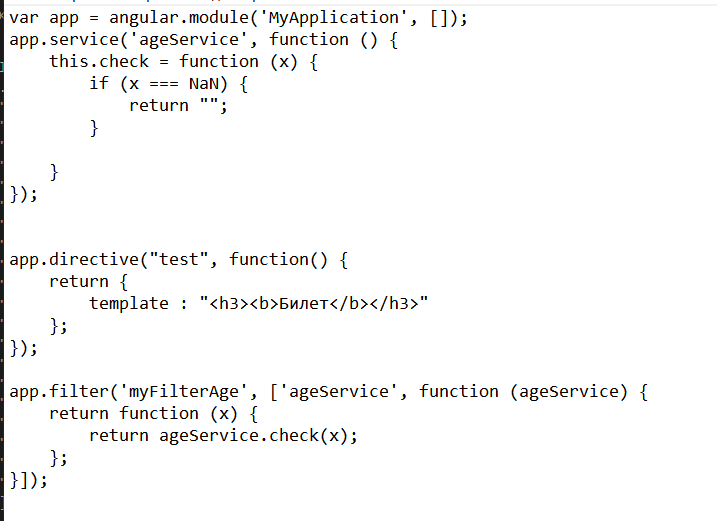 var app = angular.module('MyApplication', []);
app.service('ageService', function () {
    this.check = function (x) {
        if (x === NaN) {
            return "";
        }

    }
});


app.directive("test", function() {
    return {
        template : "<h3><b>Билет</b></h3>"
    };
});

app.filter('myFilterAge', ['ageService', function (ageService) {
    return function (x) {
        return ageService.check(x);
    };
}]);